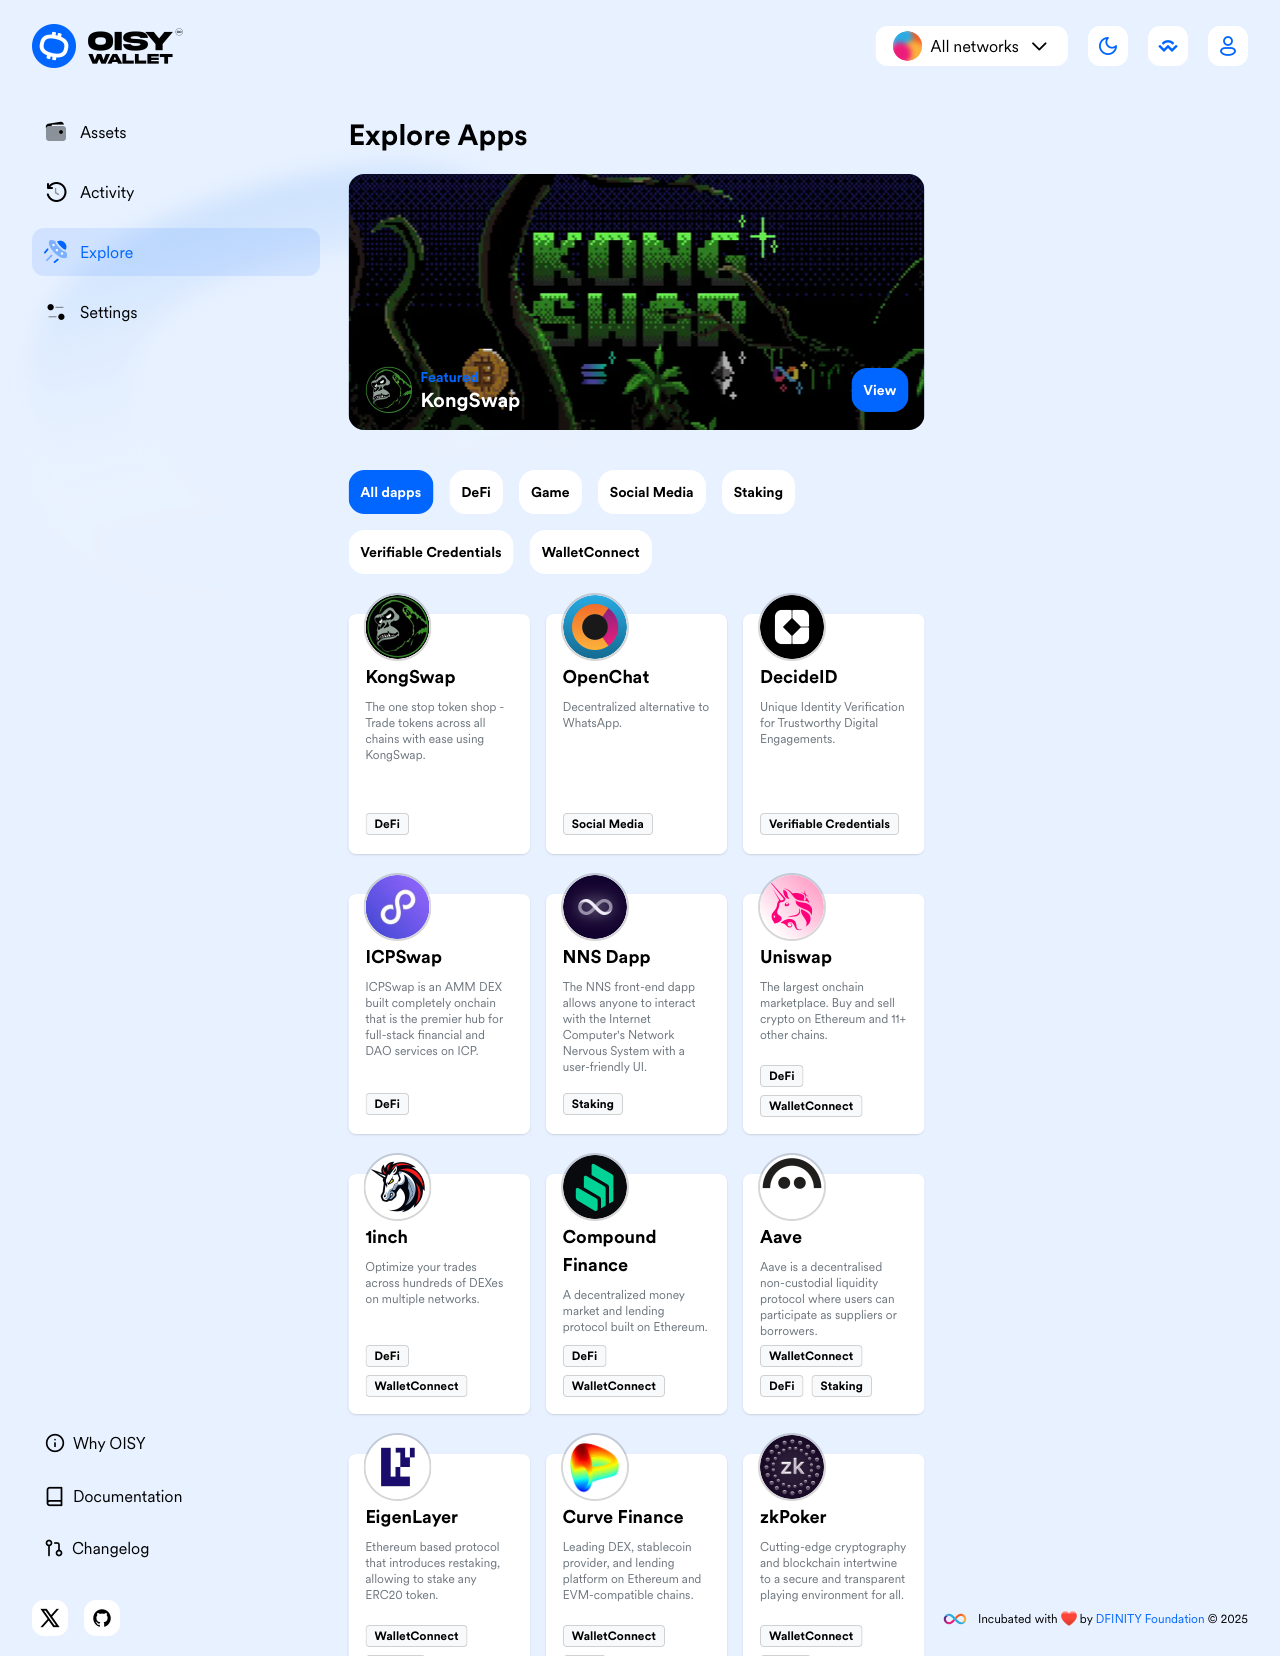 OISY
WALLET
All networks
Assets
Activity
Explore
Settings
Explore Apps
KONG
SWAP
Featured
KongSwap
View
All dapps
DeFi
Game
Social Media
Staking
Verifiable Credentials
WalletConnect
KongSwap
The one stop token shop -
Trade tokens across all
chains with ease using
KongSwap.
DeFi
OpenChat
Decentralized alternative to
WhatsApp.
Social Media
DecideID
Unique Identity Verification
for Trustworthy Digital
Engagements.
Verifiable Credentials
ICPSwap
ICPSwap is an AMM DEX
built completely onchain
that is the premier hub for
full-stack financial and
DAO services on ICP.
DeFi
NNS Dapp
The NNS front-end dapp
allows anyone to interact
with the Internet
Computer's Network
Nervous System with a
user-friendly UI.
Staking
Uniswap
The largest onchain
marketplace. Buy and sell
crypto on Ethereum and 11+
other chains.
DeFi
WalletConnect
1inch
Optimize your trades
across hundreds of DEXes
on multiple networks.
DeFi
WalletConnect
Compound
Finance
A decentralized money
market and lending
protocol built on Ethereum.
DeFi
WalletConnect
Aave
Aave is a decentralised
non-custodial liquidity
protocol where users can
participate as suppliers or
borrowers.
WalletConnect
DeFi
Staking
EigenLayer
Ethereum based protocol
that introduces restaking,
allowing to stake any
ERC20 token.
WalletConnect
Curve Finance
Leading DEX, stablecoin
provider, and lending
platform on Ethereum and
EVM-compatible chains.
WalletConnect
zk
zkPoker
Cutting-edge cryptography
and blockchain intertwine
to a secure and transparent
playing environment for all.
WalletConnect
Why OISY
Documentation
Changelog
Incubated with ❤️ by DFINITY Foundation © 2025